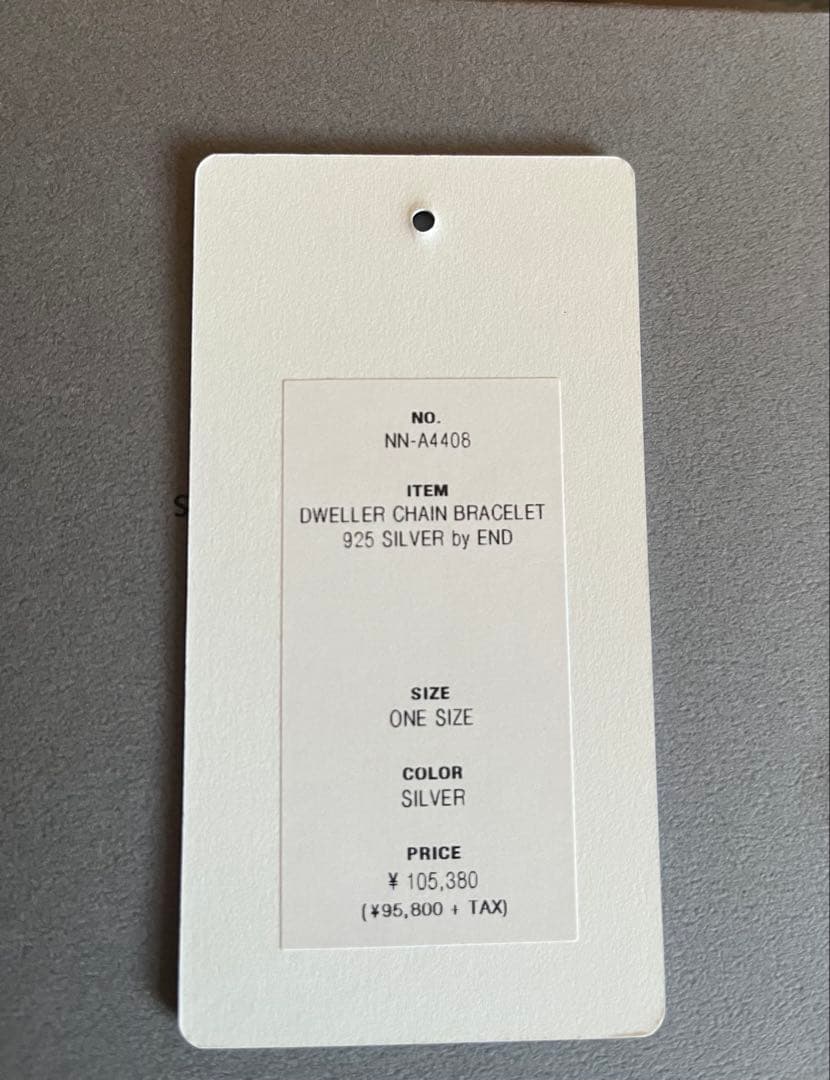 NO.
NN-A4408
ITEM
DWELLER CHAIN BRACELET
925 SILVER by END
SIZE
ONE SIZE
COLOR
SILVER
PRICE
¥ 105,380
(¥95,800 + TAX)